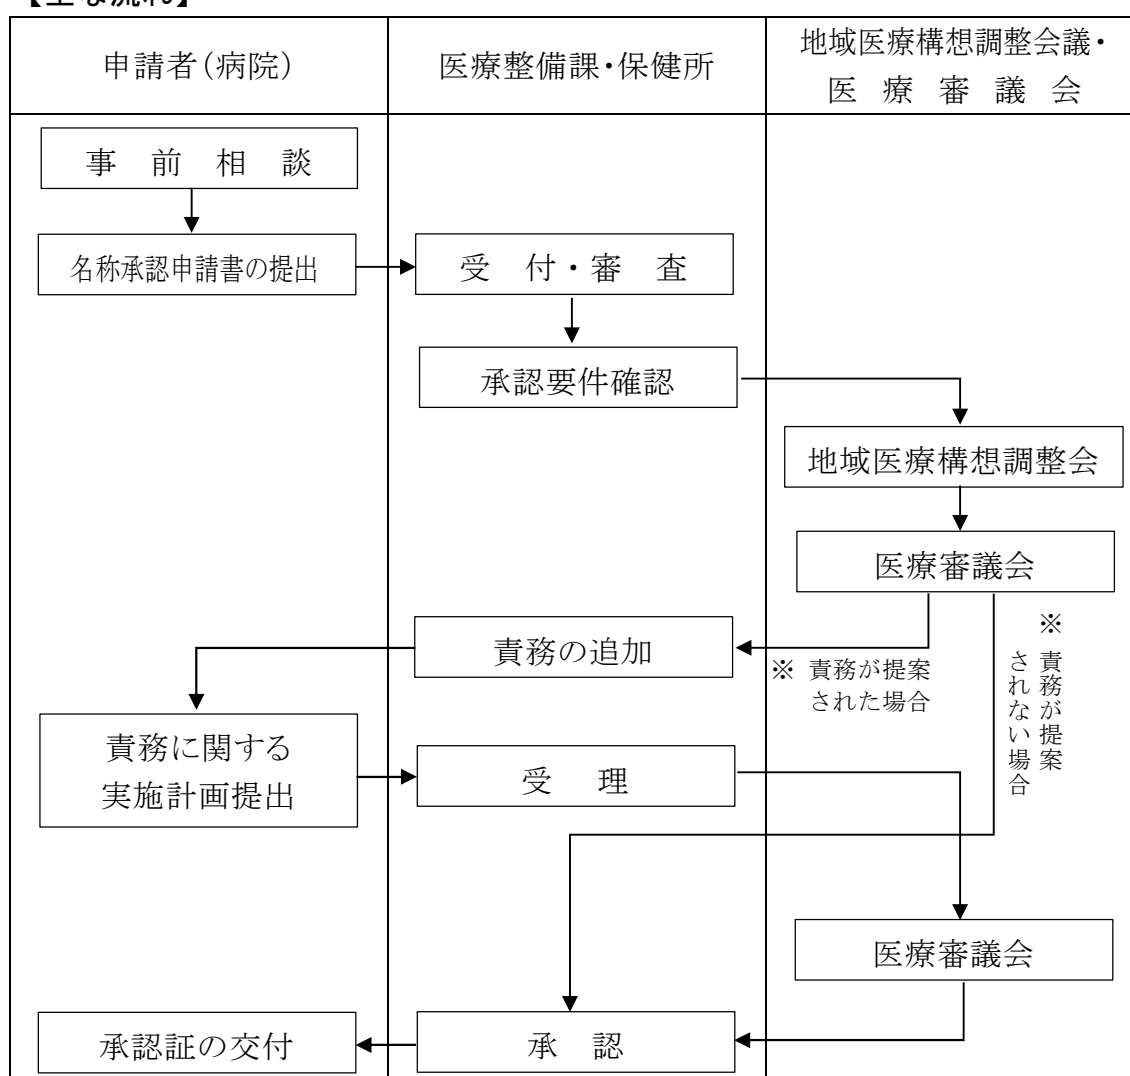 【主な流れ】
申請者(病院)
医療整備課・保健所
地域医療構想調整会議・
医療審議会
事前相談
名称承認申請書の提出
受付・審査
承認要件確認
地域医療構想調整会
医療審議会
責務の追加
※ 責務が提案
された場合
※ 責務が提案
されない場合
責務に関する
実施計画提出
受理
医療審議会
承認証の交付
承認